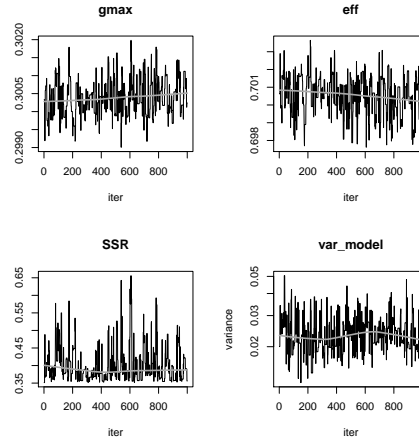 gmax
0.2990 0.3005 0.3020
0 200 400 600 800
iter
eff
0.698 0.701
0 200 400 600 800
iter
SSR
0.35 0.45 0.55 0.65
0 200 400 600 800
iter
var_model
variance
0.02 0.03 0.05
0 200 400 600 800
iter